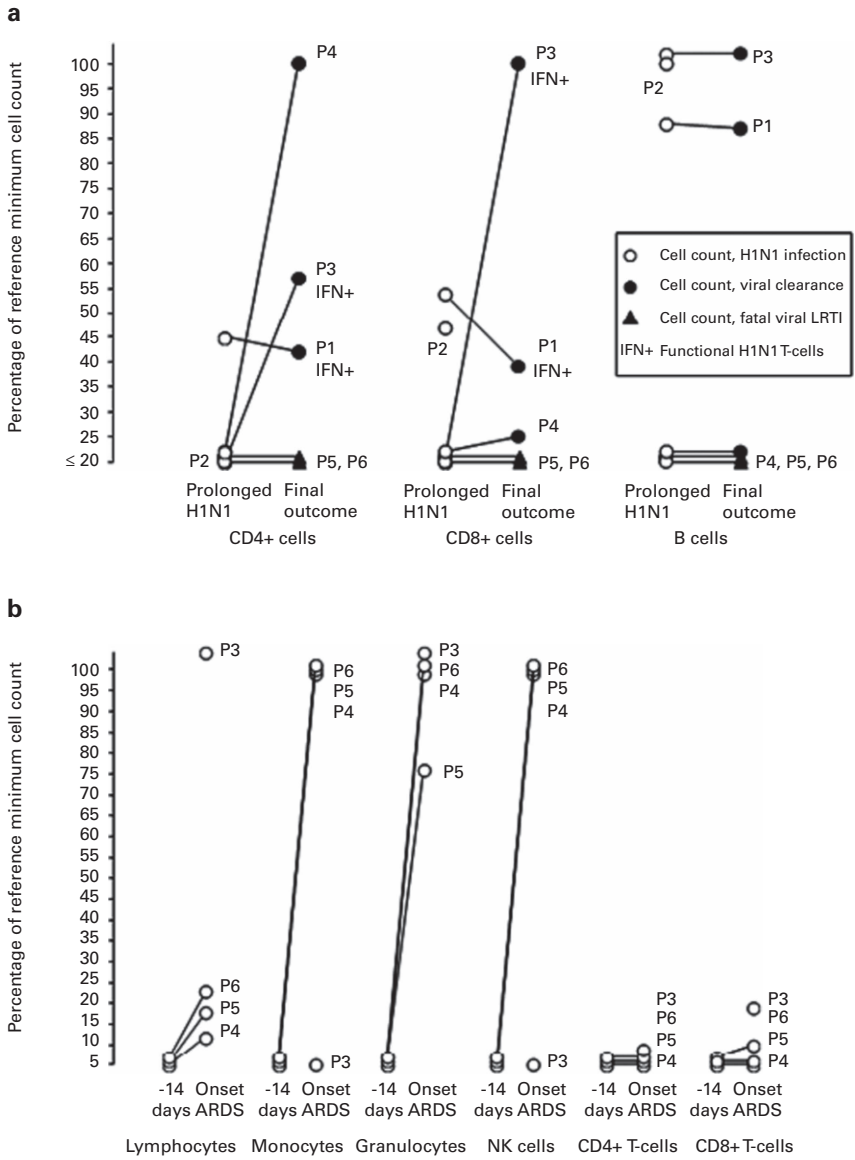 a
Percentage of reference minimum cell count
100
95
90
85
80
75
70
65
60
55
50
45
40
35
30
25
≤ 20
P4
P3
IFN+
P1
IFN+
P2
P5, P6
Prolonged H1N1
Final outcome
CD4+ cells
P3
IFN+
P2
P1
IFN+
P4
P5, P6
Prolonged H1N1
Final outcome
CD8+ cells
P3
P2
P1
Cell count, H1N1 infection
Cell count, viral clearance
Cell count, fatal viral LRTI
IFN+ Functional H1N1 T-cells
P4, P5, P6
Prolonged H1N1
Final outcome
B cells
b
Percentage of reference minimum cell count
100
95
90
85
80
75
70
65
60
55
50
45
40
35
30
25
20
15
10
5
P3
P6
P5
P4
-14 days
Onset ARDS
Lymphocytes
P6
P5
P4
P3
-14 days
Onset ARDS
Monocytes
P3
P6
P4
P5
-14 days
Onset ARDS
Granulocytes
P6
P5
P4
P3
-14 days
Onset ARDS
NK cells
P3
P6
P5
P4
-14 days
Onset ARDS
CD4+ T-cells
P3
P6
P5
P4
-14 days
Onset ARDS
CD8+ T-cells